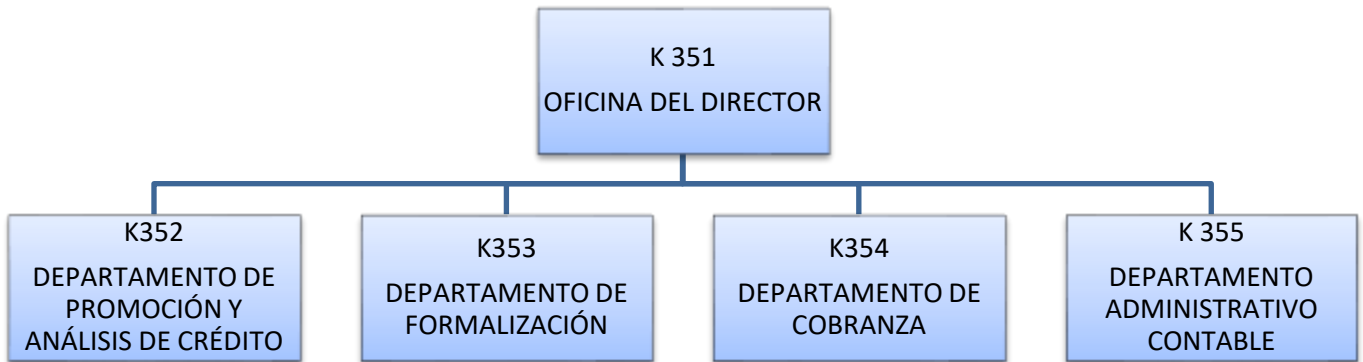 K 351
OFICINA DEL DIRECTOR
K352
DEPARTAMENTO DE
PROMOCIÓN Y
ANÁLISIS DE CRÉDITO
K353
DEPARTAMENTO DE
FORMALIZACIÓN
K354
DEPARTAMENTO DE
COBRANZA
K 355
DEPARTAMENTO
ADMINISTRATIVO
CONTABLE